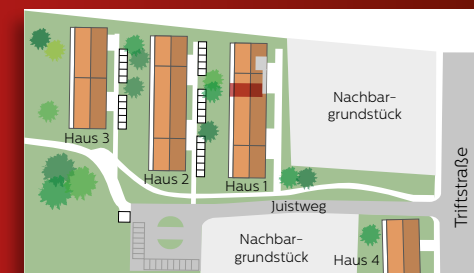 Nachbar-
grundstück
Haus 3
Haus 2
Haus 1
Triftstraße
Juistweg
Nachbar-
grundstück
Haus 4